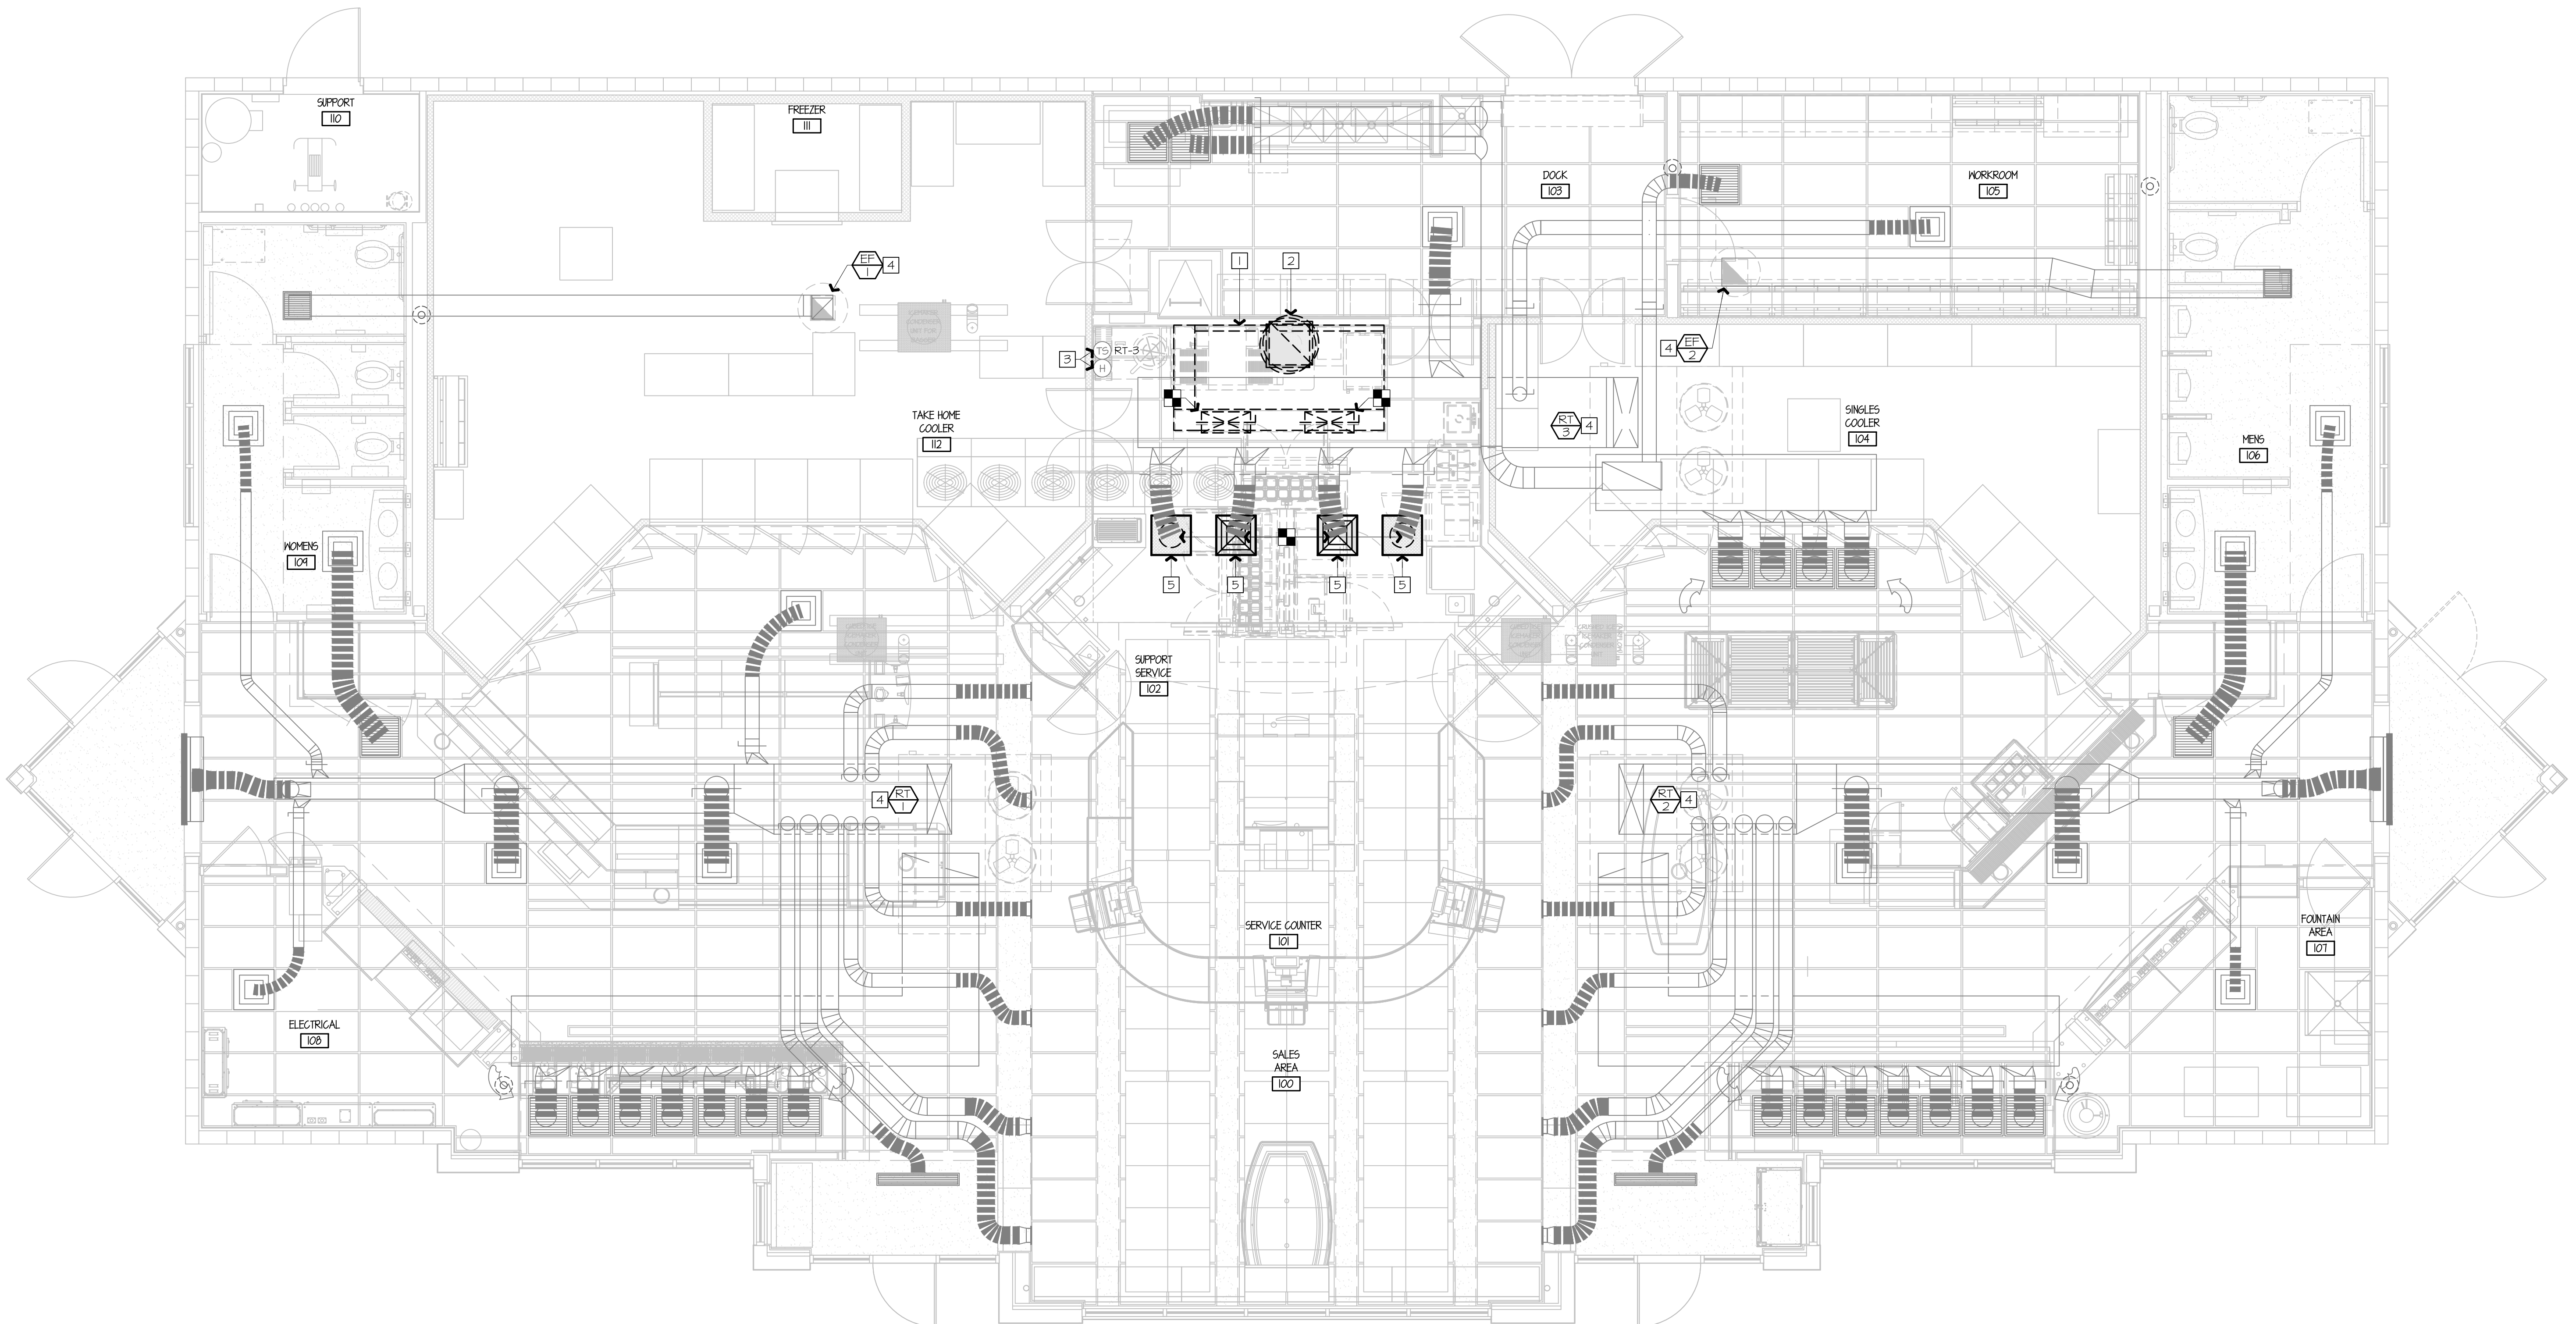 SUPPORT
110
FREEZER
111
DOCK
103
WORKROOM
105
EF
1
4
1
2
3
TS
RT-3
H
4
EF
2
TAKE HOME
COOLER
112
RT
3
4
SINGLES
COOLER
104
MENS
106
WOMENS
109
5
5
5
5
SUPPORT
SERVICE
102
4
RT
1
RT
2
4
SERVICE COUNTER
101
FOUNTAIN
AREA
107
ELECTRICAL
108
SALES
AREA
100